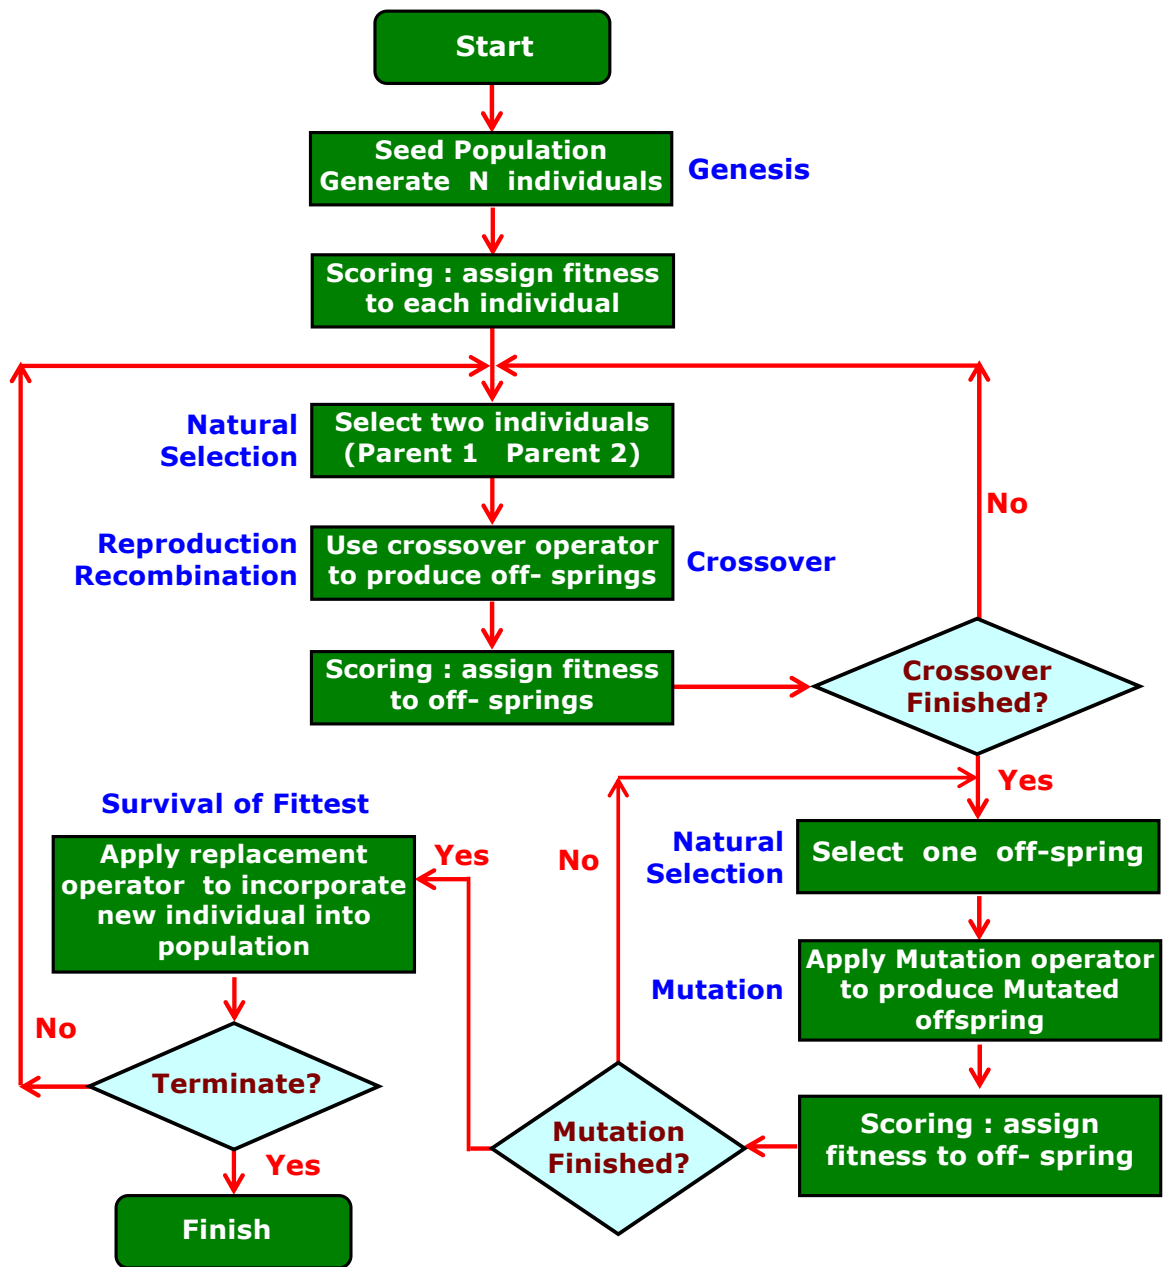 Start
Seed Population
Generate N individuals
Genesis
Scoring : assign fitness
to each individual
Natural
Selection
Select two individuals
(Parent 1 Parent 2)
No
Reproduction
Recombination
Use crossover operator
to produce off- springs
Crossover
Scoring : assign fitness
to off- springs
Crossover
Finished?
Yes
Survival of Fittest
Apply replacement
operator to incorporate
new individual into
population
Yes
No
Natural
Selection
Select one off-spring
Mutation
Apply Mutation operator
to produce Mutated
offspring
No
Terminate?
Mutation
Finished?
Scoring : assign
fitness to off- spring
Yes
Finish